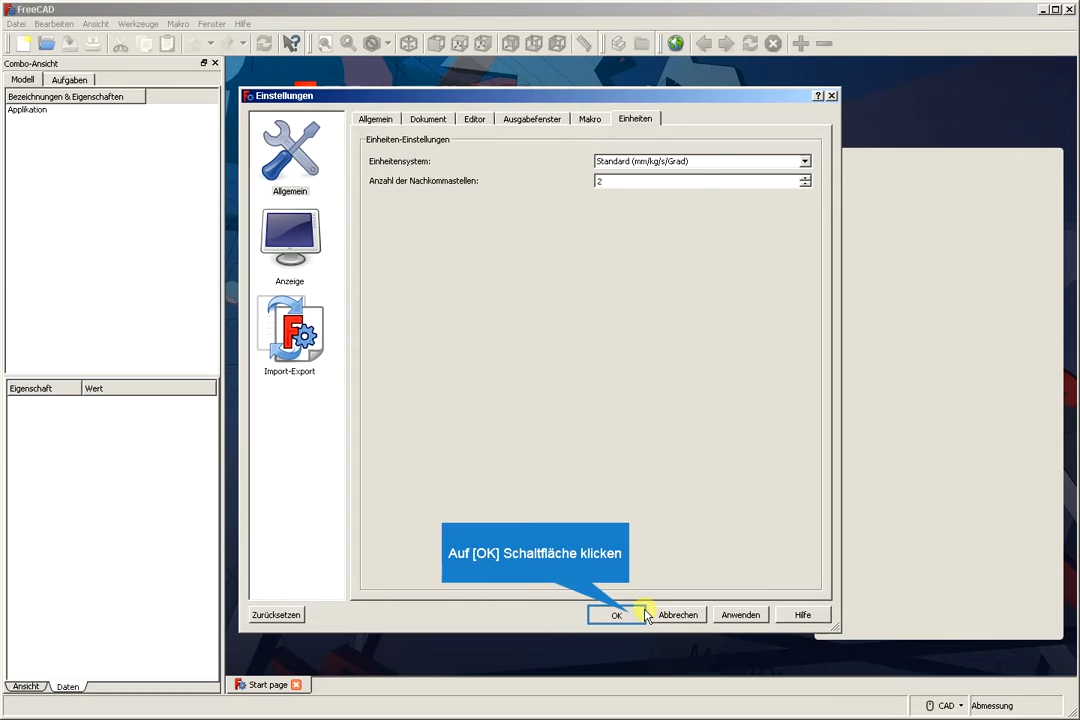 FreeCAD
Datei Bearbeiten Ansicht Werkzeuge Makro Fenster Hilfe
Combo-Ansicht
Modell Aufgaben
Bezeichnungen & Eigenschaften
Applikation
Eigenschaft Wert
Ansicht Daten
Einstellungen
Allgemein
Anzeige
Import-Export
Allgemein Dokument Editor Ausgabefenster Makro Einheiten
Einheiten-Einstellungen
Einheitensystem: Standard (mm/kg/s/Grad)
Anzahl der Nachkommastellen: 2
Auf [OK] Schaltfläche klicken
Zurücksetzen OK Abbrechen Anwenden Hilfe
Start page
CAD Abmessung